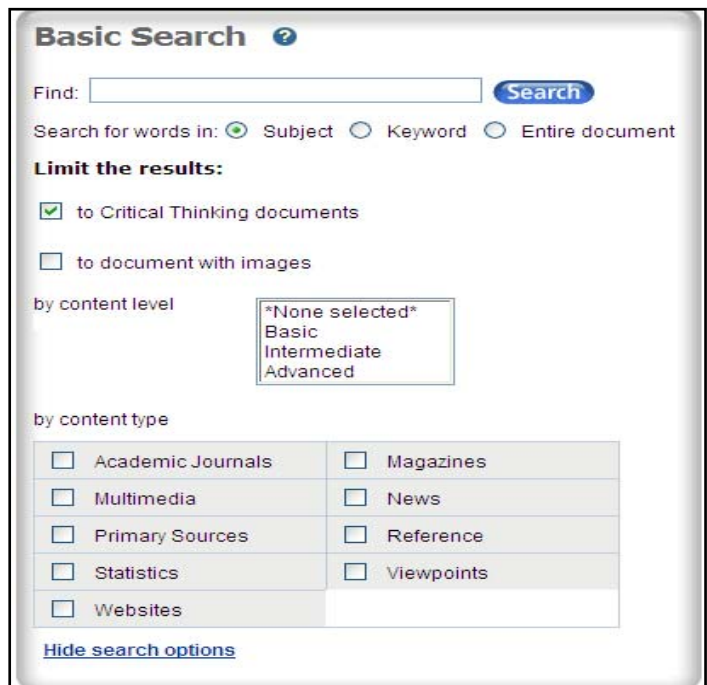 Basic Search ?
Find: Search
Search for words in: Subject Keyword Entire document
Limit the results:
to Critical Thinking documents
to document with images
by content level
*None selected*
Basic
Intermediate
Advanced
by content type
Academic Journals Magazines
Multimedia News
Primary Sources Reference
Statistics Viewpoints
Websites
Hide search options